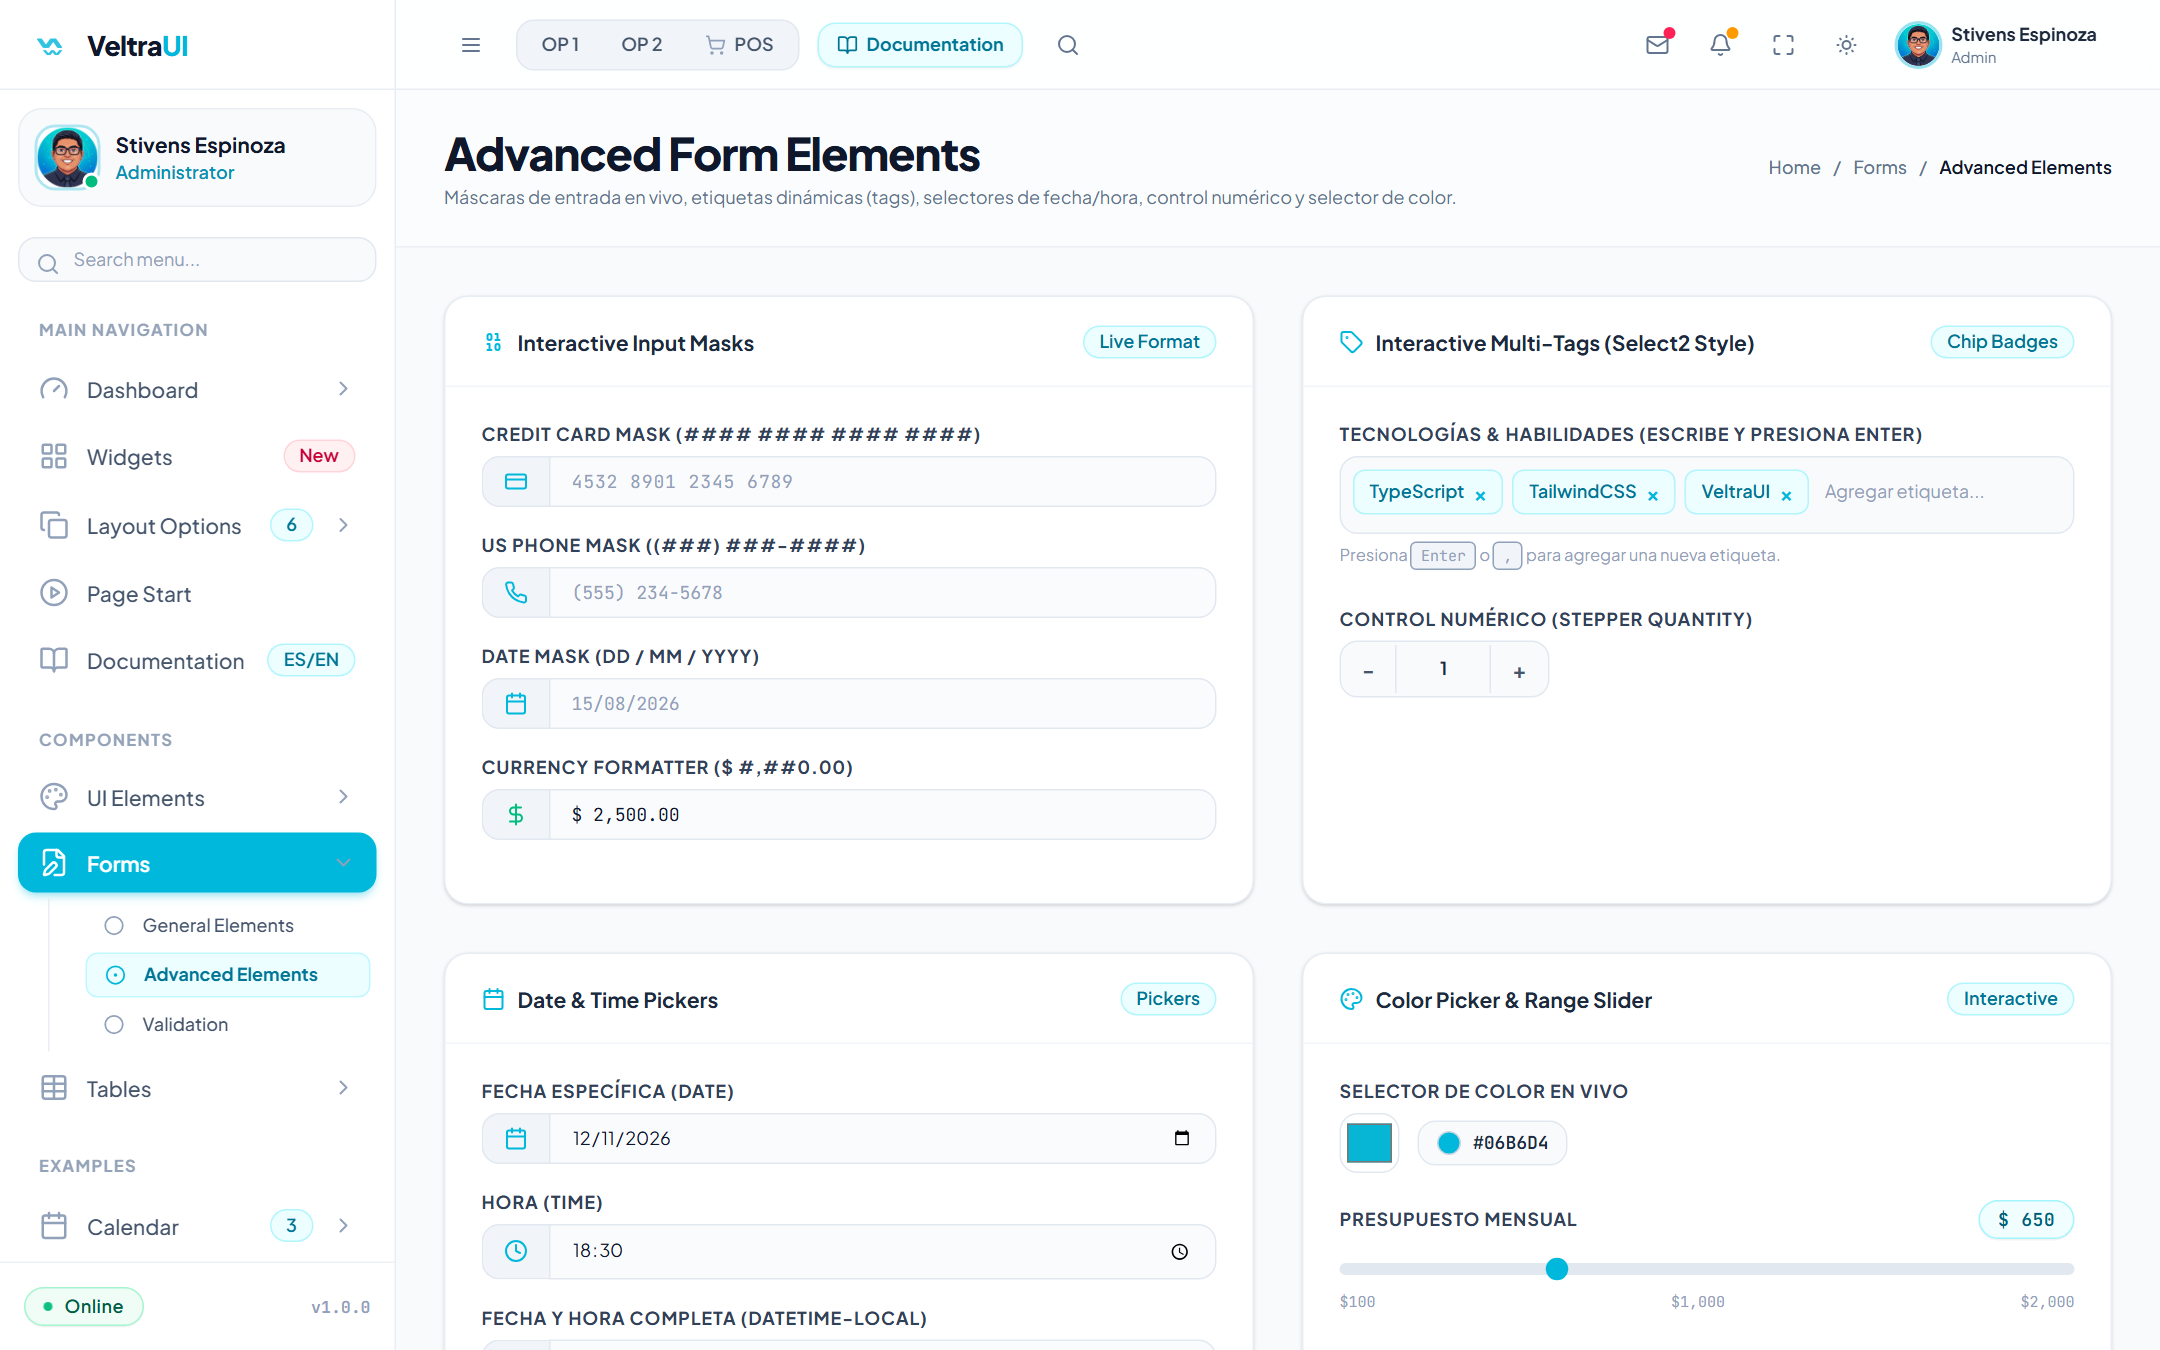 VeltraUI
OP 1
OP 2
POS
Documentation
Stivens Espinoza
Admin
Stivens Espinoza
Administrator
Search menu...
MAIN NAVIGATION
Dashboard
Widgets
New
Layout Options
6
Page Start
Documentation
ES/EN
COMPONENTS
UI Elements
Forms
General Elements
Advanced Elements
Validation
Tables
EXAMPLES
Calendar
3
Online
v1.0.0
Advanced Form Elements
Máscaras de entrada en vivo, etiquetas dinámicas (tags), selectores de fecha/hora, control numérico y selector de color.
Home / Forms / Advanced Elements
Interactive Input Masks
Live Format
CREDIT CARD MASK (#### #### #### ####)
4532 8901 2345 6789
US PHONE MASK ((###) ###-####)
(555) 234-5678
DATE MASK (DD / MM / YYYY)
15/08/2026
CURRENCY FORMATTER ($ #,##0.00)
$ 2,500.00
Interactive Multi-Tags (Select2 Style)
Chip Badges
TECNOLOGÍAS & HABILIDADES (ESCRIBE Y PRESIONA ENTER)
TypeScript ×
TailwindCSS ×
VeltraUI ×
Agregar etiqueta...
Presiona Enter o , para agregar una nueva etiqueta.
CONTROL NUMÉRICO (STEPPER QUANTITY)
- 1 +
Date & Time Pickers
Pickers
FECHA ESPECÍFICA (DATE)
12/11/2026
HORA (TIME)
18:30
FECHA Y HORA COMPLETA (DATETIME-LOCAL)
Color Picker & Range Slider
Interactive
SELECTOR DE COLOR EN VIVO
#06B6D4
PRESUPUESTO MENSUAL
$ 650
$100
$1,000
$2,000